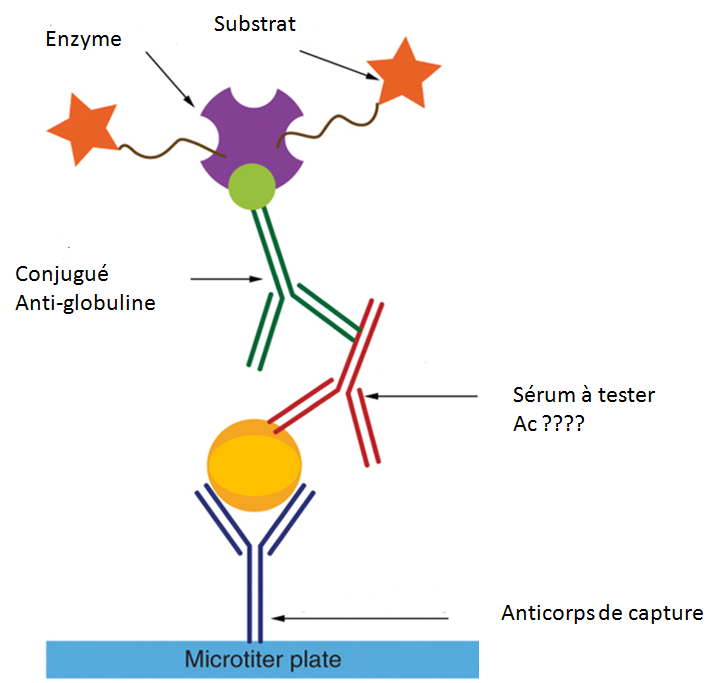 Substrat
Enzyme
Conjugué
Anti-globuline
Sérum à tester
Ac ????
Anticorps de capture
Microtiter plate